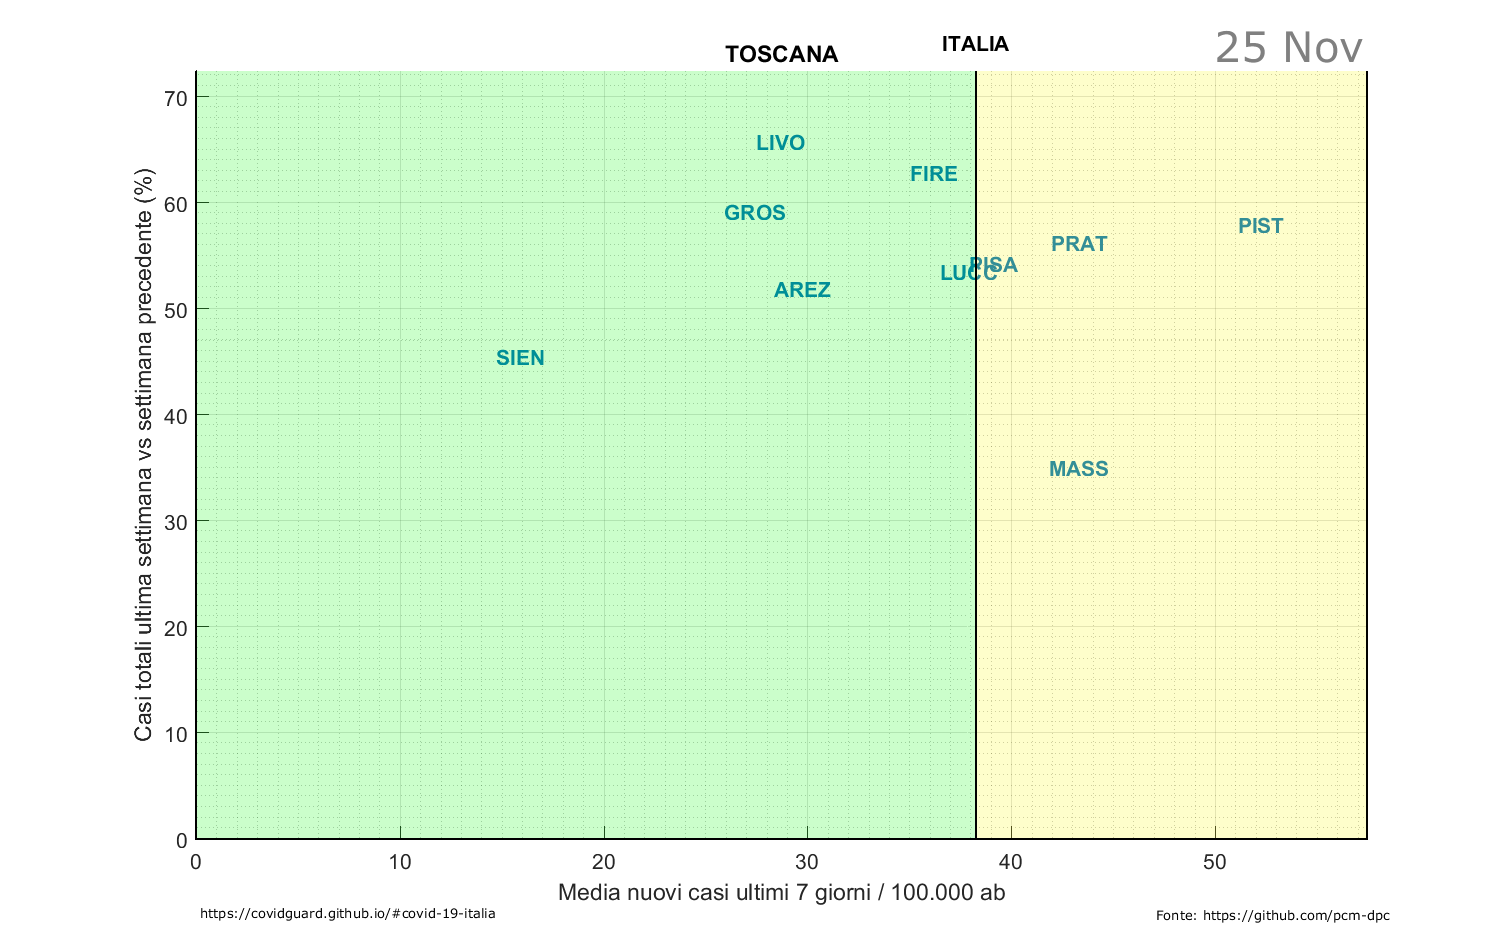 ITALIA
TOSCANA
25 Nov
Casi totali ultima settimana vs settimana precedente (%)
70
60
50
40
30
20
10
0
LIVO
FIRE
GROS
PIST
PRAT
PISA
LUCC
AREZ
SIEN
MASS
0 10 20 30 40 50
Media nuovi casi ultimi 7 giorni / 100.000 ab
https://covidguard.github.io/#covid-19-italia
Fonte: https://github.com/pcm-dpc